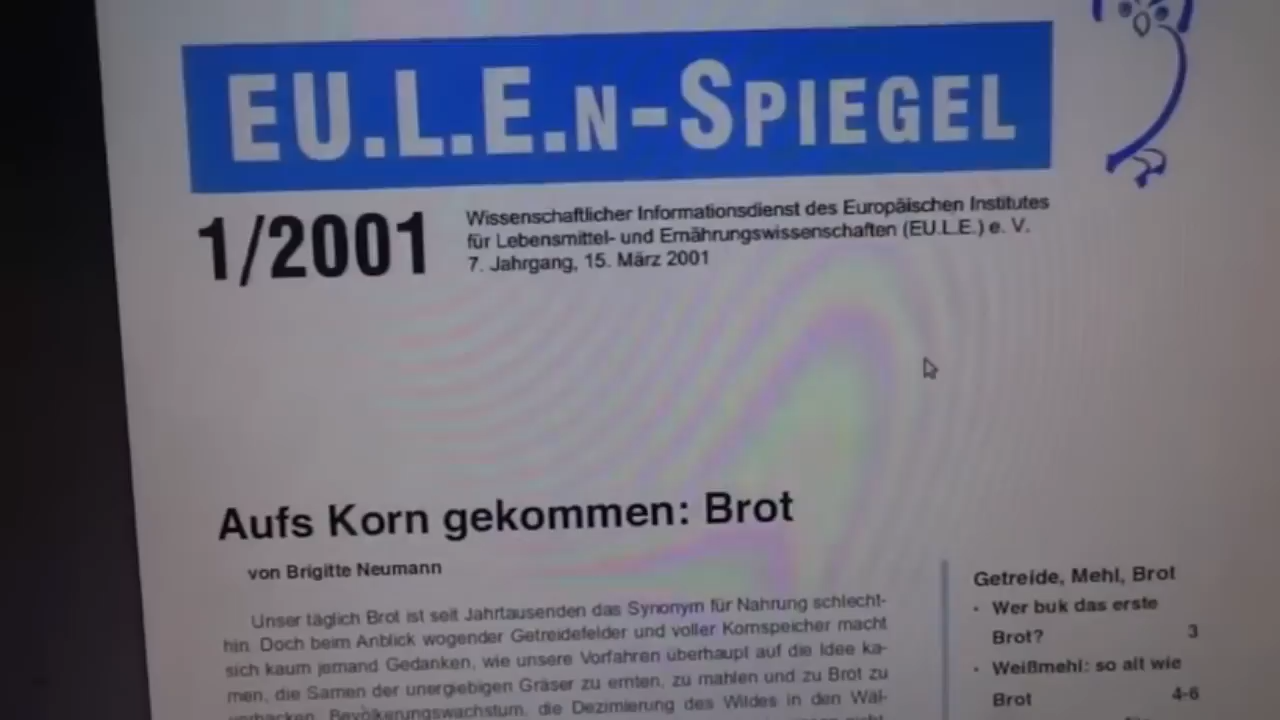 EU.L.E.N-SPIEGEL
1/2001
Wissenschaftlicher Informationsdienst des Europäischen Institutes
für Lebensmittel- und Ernährungswissenschaften (EU.L.E.) e. V.
7. Jahrgang, 15. März 2001
Aufs Korn gekommen: Brot
von Brigitte Neumann
Unser täglich Brot ist seit Jahrtausenden das Synonym für Nahrung schlecht-
hin. Doch beim Anblick wogender Getreidefelder und voller Kornspeicher macht
sich kaum jemand Gedanken, wie unsere Vorfahren überhaupt auf die Idee ka-
men, die Samen der unergiebigen Gräser zu ernten, zu mahlen und zu Brot zu
verbacken. Bevölkerungswachstum, die Dezimierung des Wildes in den Wäl-
Getreide, Mehl, Brot
• Wer buk das erste
Brot? 3
• Weißmehl: so alt wie
Brot 4-6